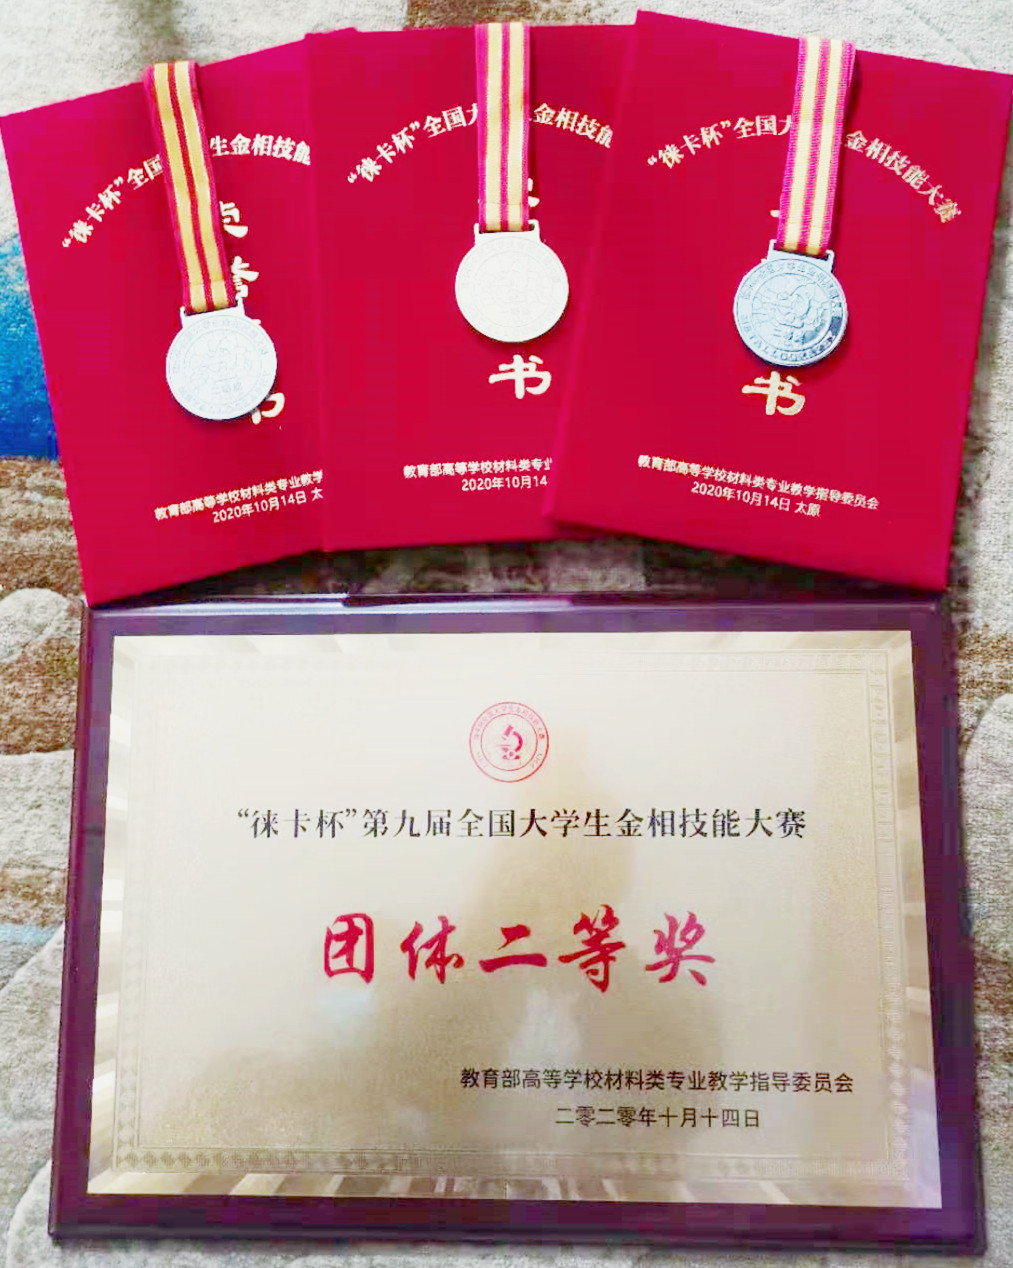 “徕卡杯”全国 生金相技能
誉
书
教育部高等学校材料类专业教学
2020年10月14日 太
“徕卡杯”全国大 金相技能
书
教育部高等学校材料类专业
2020年10月14
“徕卡杯”全国大 金相技能大赛
书
教育部高等学校材料类专业教学指导委员会
2020年10月14日 太原
“徕卡杯”第九届全国大学生金相技能大赛
团体二等奖
教育部高等学校材料类专业教学指导委员会
二零二零年十月十四日